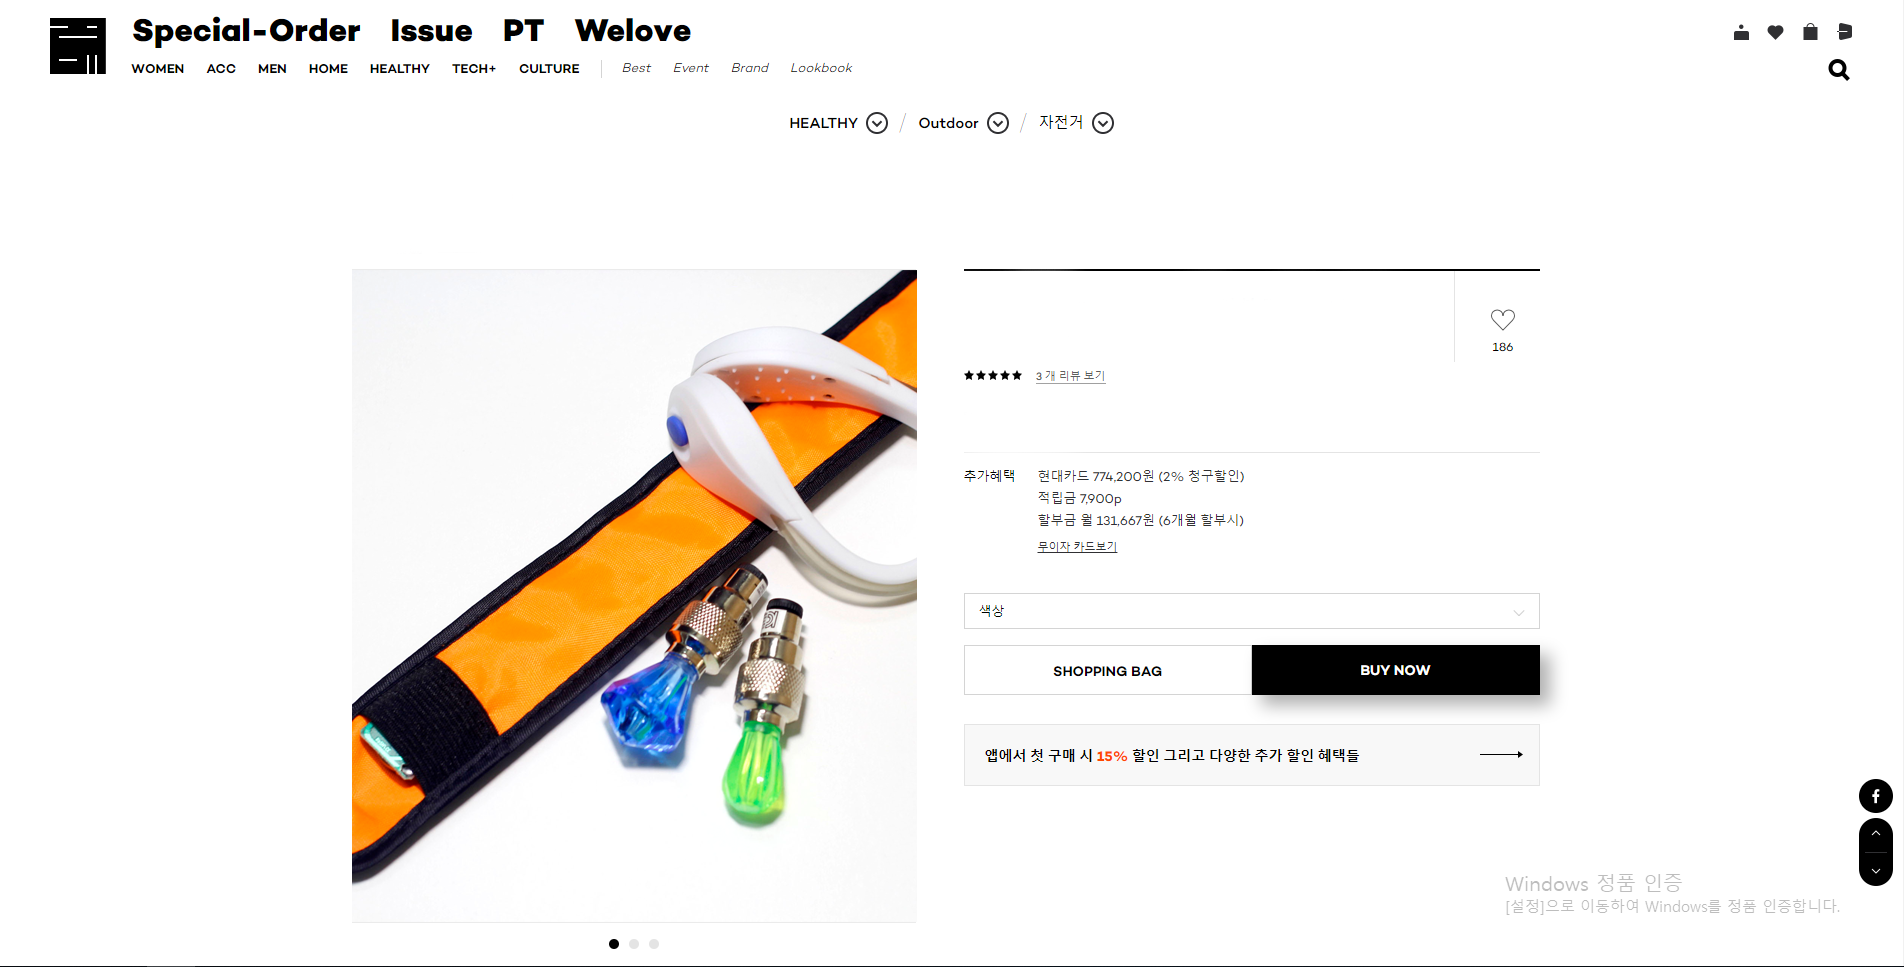 Special-Order Issue PT Welove
WOMEN ACC MEN HOME HEALTHY TECH+ CULTURE Best Event Brand Lookbook
HEALTHY / Outdoor / 자전거
186
3 개 리뷰 보기
추가혜택 현대카드 774,200원 (2% 청구할인)
적립금 7,900p
할부금 월 131,667원 (6개월 할부시)
무이자 카드보기
색상
SHOPPING BAG BUY NOW
앱에서 첫 구매 시 15% 할인 그리고 다양한 추가 할인 혜택들
Windows 정품 인증
[설정]으로 이동하여 Windows를 정품 인증합니다.